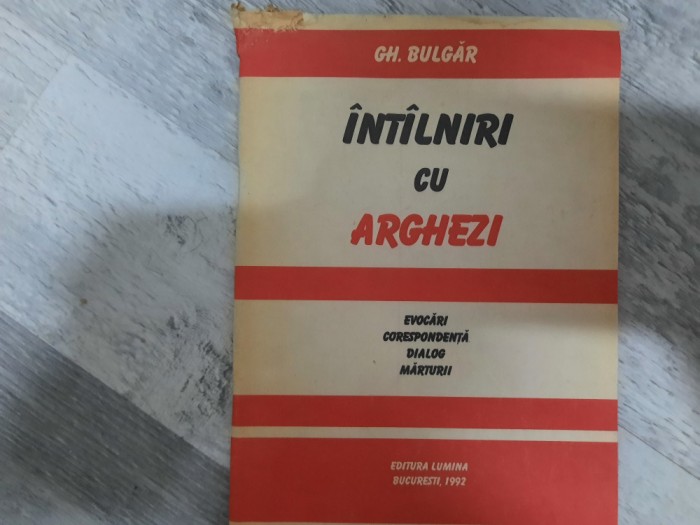 GH. BULGĂR
ÎNTÎLNIRI
CU
ARGHEZI
EVOCĂRI
CORESPONDENȚĂ
DIALOG
MĂRTURII
EDITURA LUMINA
BUCUREȘTI, 1992